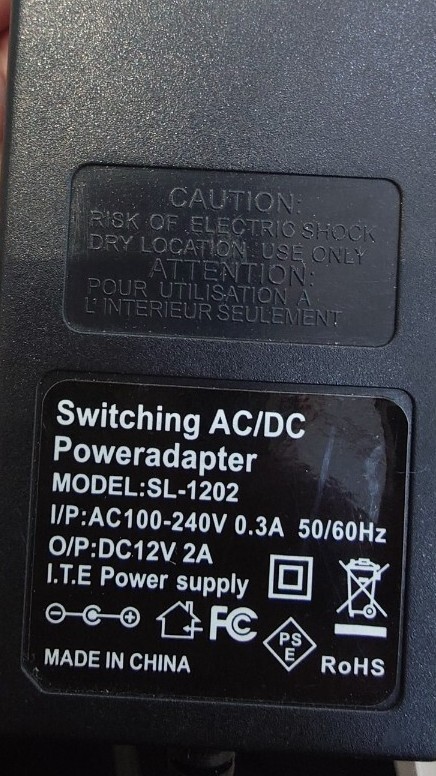 CAUTION:
RISK OF ELECTRIC SHOCK
DRY LOCATION USE ONLY
ATTENTION:
POUR UTILISATION A
L' INTERIEUR SEULEMENT
Switching AC/DC
Poweradapter
MODEL:SL-1202
I/P:AC100-240V 0.3A 50/60Hz
O/P:DC12V 2A
I.T.E Power supply
FC
PS
E
MADE IN CHINA
RoHS